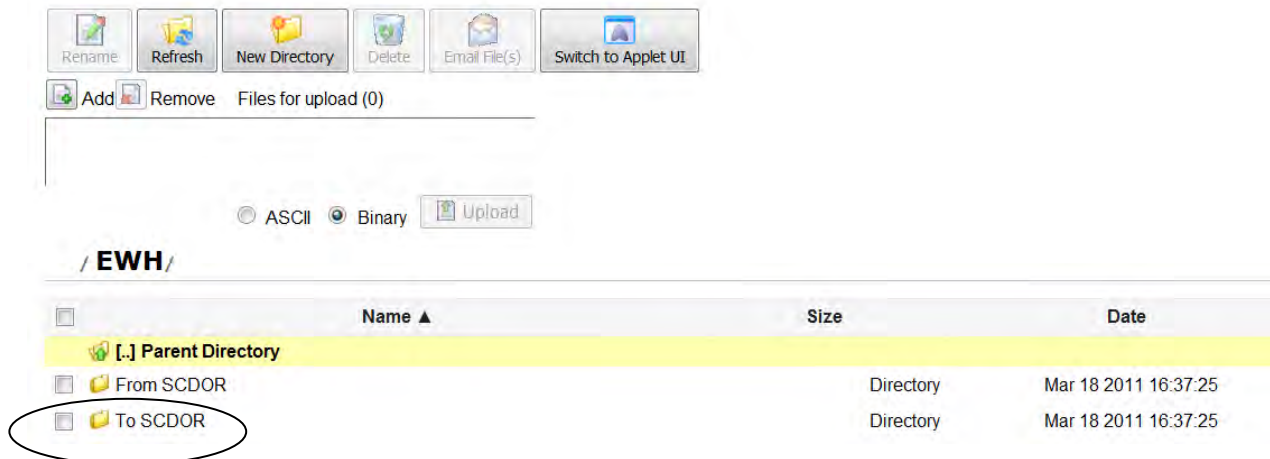 Rename Refresh New Directory Delete Email File(s) Switch to Applet UI
Add Remove Files for upload (0)
ASCII Binary Upload
/ EWH/
Name ▲ Size Date
[..] Parent Directory
From SCDOR Directory Mar 18 2011 16:37:25
To SCDOR Directory Mar 18 2011 16:37:25